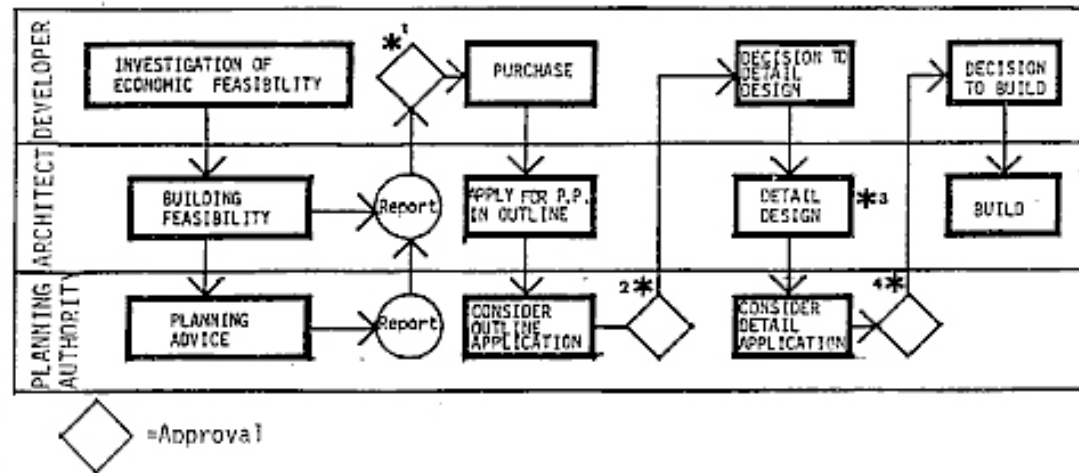 DEVELOPER
INVESTIGATION OF
ECONOMIC FEASIBILITY
*1
PURCHASE
DECISION TO
DETAIL
DESIGN
DECISION
TO BUILD
ARCHITECT
BUILDING
FEASIBILITY
Report
APPLY FOR P.P.
IN OUTLINE
DETAIL
DESIGN
*3
BUILD
PLANNING
AUTHORITY
PLANNING
ADVICE
Report
CONSIDER
OUTLINE
APPLICATION
2*
CONSIDER
DETAIL
APPLICATION
4*
=Approval